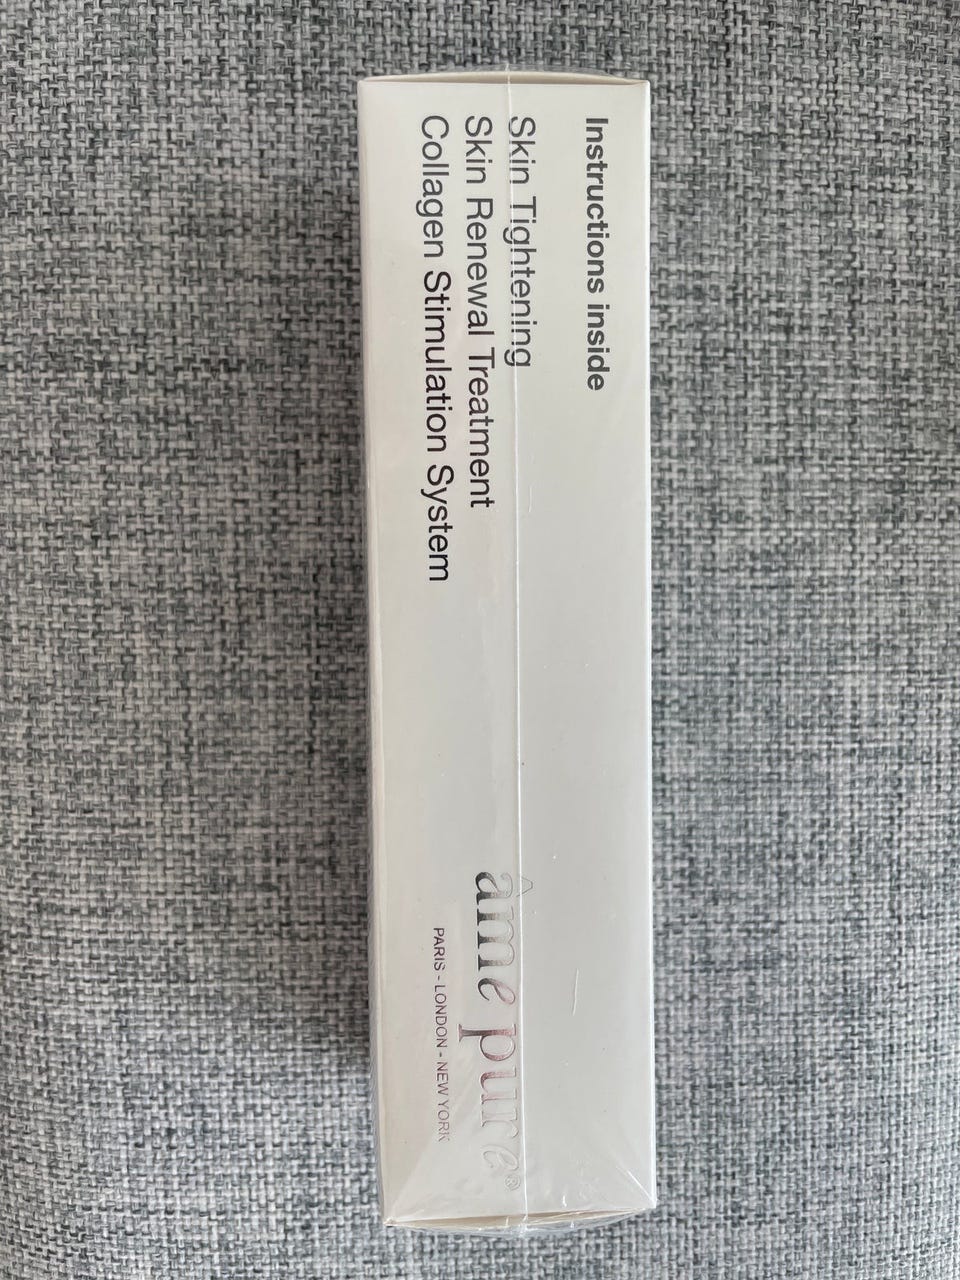 Instructions inside
Skin Tightening
Skin Renewal Treatment
Collagen Stimulation System
âme pure®
PARIS - LONDON - NEW YORK